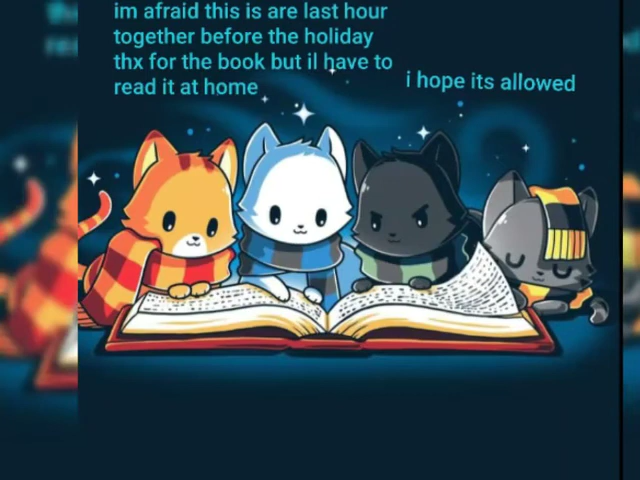 im afraid this is are last hour
together before the holiday
thx for the book but il have to
read it at home
i hope its allowed